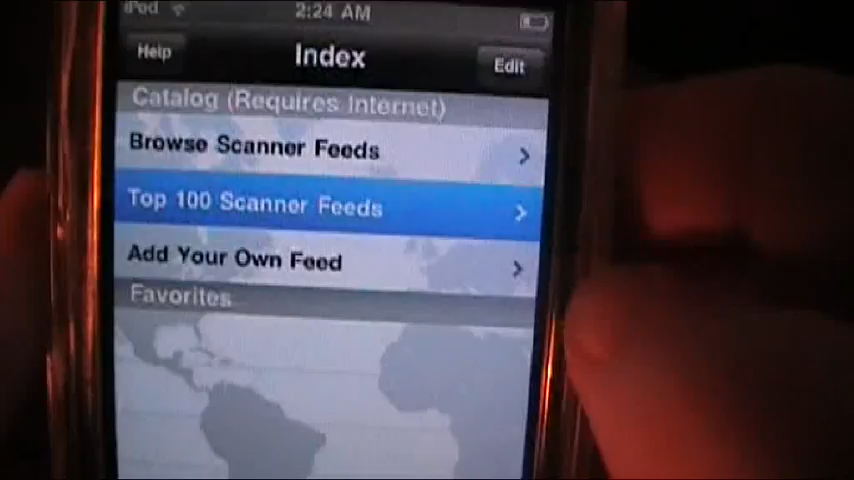 iPod 2:24 AM
Help Index Edit
Catalog (Requires Internet)
Browse Scanner Feeds
Top 100 Scanner Feeds
Add Your Own Feed
Favorites